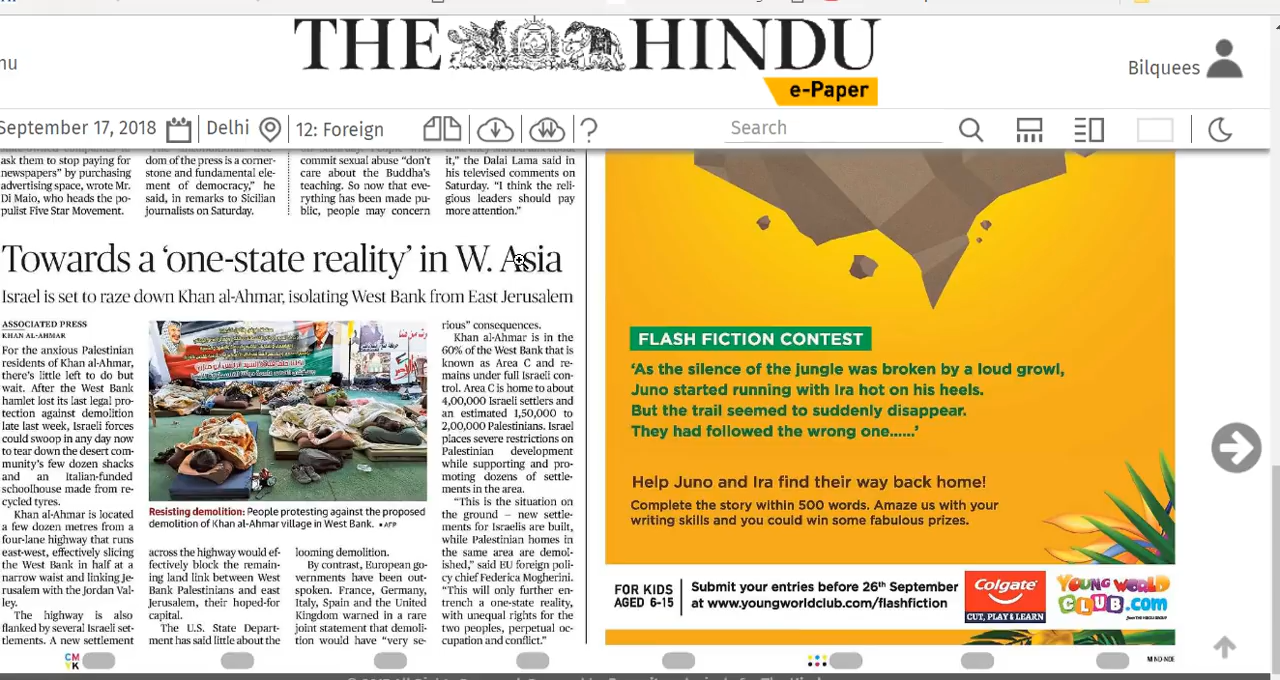 THE HINDU
e-Paper
nu
Bilquees
September 17, 2018
Delhi
12: Foreign
?
Search
ask them to stop paying for
newspapers" by purchasing
advertising space, wrote Mr.
Di Maio, who heads the po-
pulist Five Star Movement.
dom of the press is a corner-
stone and fundamental ele-
ment of democracy," he
said, in remarks to Sicilian
journalists on Saturday.
commit sexual abuse "don't
care about the Buddha's
teaching. So now that eve-
rything has been made pu-
blic, people may concern
it," the Dalai Lama said in
his televised comments on
Saturday. "I think the reli-
gious leaders should pay
more attention."
Towards a 'one-state reality' in W. Asia
Israel is set to raze down Khan al-Ahmar, isolating West Bank from East Jerusalem
ASSOCIATED PRESS
KHAN AL-AHMAR
For the anxious Palestinian
residents of Khan al-Ahmar,
there's little left to do but
wait. After the West Bank
hamlet lost its last legal pro-
tection against demolition
late last week, Israeli forces
could swoop in any day now
to tear down the desert com-
munity's few dozen shacks
and an Italian-funded
schoolhouse made from re-
cycled tyres.
Khan al-Ahmar is located
a few dozen metres from a
four-lane highway that runs
east-west, effectively slicing
the West Bank in half at a
narrow waist and linking Je-
rusalem with the Jordan Val-
ley.
The highway is also
flanked by several Israeli set-
tlements. A new settlement
Resisting demolition: People protesting against the proposed
demolition of Khan al-Ahmar village in West Bank. • AFP
across the highway would ef-
fectively block the remain-
ing land link between West
Bank Palestinians and east
Jerusalem, their hoped-for
capital.
The U.S. State Depart-
ment has said little about the
looming demolition.
By contrast, European go-
vernments have been out-
spoken. France, Germany,
Italy, Spain and the United
Kingdom warned in a rare
joint statement that demoli-
tion would have "very se-
rious" consequences.
Khan al-Ahmar is in the
60% of the West Bank that is
known as Area C and re-
mains under full Israeli con-
trol. Area C is home to about
4,00,000 Israeli settlers and
an estimated 1,50,000 to
2,00,000 Palestinians. Israel
places severe restrictions on
Palestinian development
while supporting and pro-
moting dozens of settle-
ments in the area.
"This is the situation on
the ground – new settle-
ments for Israelis are built,
while Palestinian homes in
the same area are demol-
ished," said EU foreign poli-
cy chief Federica Mogherini.
"This will only further en-
trench a one-state reality,
with unequal rights for the
two peoples, perpetual oc-
cupation and conflict."
FLASH FICTION CONTEST
'As the silence of the jungle was broken by a loud growl,
Juno started running with Ira hot on his heels.
But the trail seemed to suddenly disappear.
They had followed the wrong one......'
Help Juno and Ira find their way back home!
Complete the story within 500 words. Amaze us with your
writing skills and you could win some fabulous prizes.
FOR KIDS
AGED 6-15
Submit your entries before 26th September
at www.youngworldclub.com/flashfiction
Colgate
CUT, PLAY & LEARN
YOUNG WORLD
CLUB.COM
CM
YK